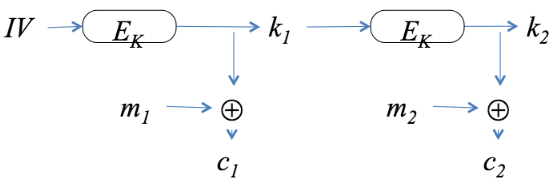 IV E_K k_1 E_K k_2
m_1 ⊕ m_2 ⊕
c_1 c_2